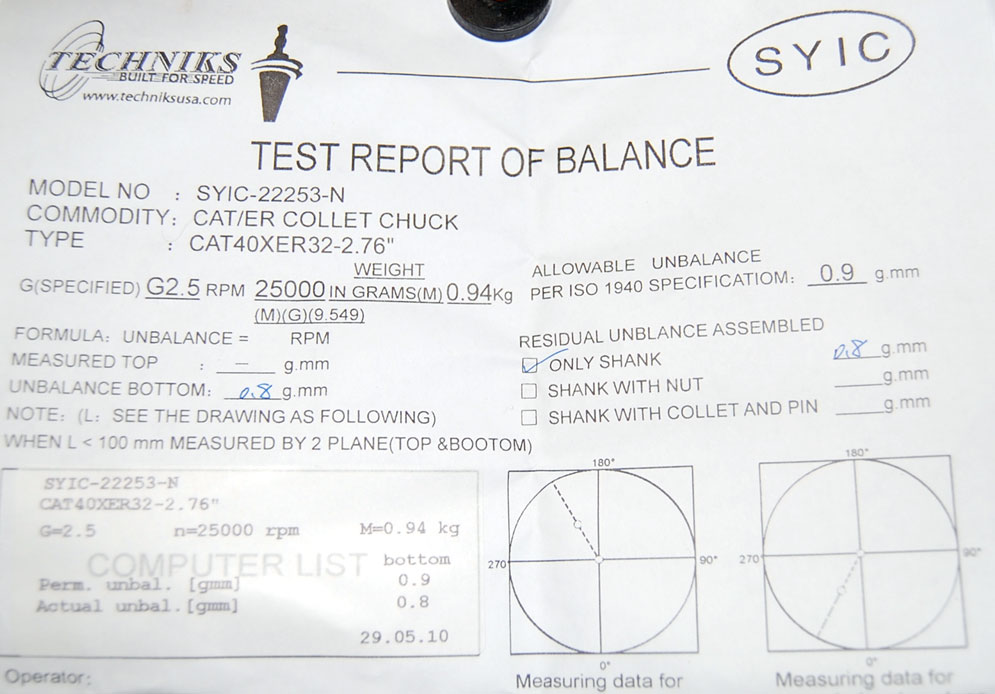 TECHNIKS
BUILT FOR SPEED
www.techniksusa.com
SYIC
TEST REPORT OF BALANCE
MODEL NO : SYIC-22253-N
COMMODITY: CAT/ER COLLET CHUCK
TYPE : CAT40XER32-2.76"
WEIGHT
G(SPECIFIED) G2.5 RPM 25000 IN GRAMS(M) 0.94Kg
(M)(G)(9.549)
FORMULA: UNBALANCE = RPM
MEASURED TOP : — g.mm
UNBALANCE BOTTOM: 0.8 g.mm
NOTE: (L: SEE THE DRAWING AS FOLLOWING)
WHEN L < 100 mm MEASURED BY 2 PLANE(TOP &BOOTOM)
ALLOWABLE UNBALANCE
PER ISO 1940 SPECIFICATIOM: 0.9 g.mm
RESIDUAL UNBLANCE ASSEMBLED
ONLY SHANK 0.8 g.mm
SHANK WITH NUT g.mm
SHANK WITH COLLET AND PIN g.mm
SYIC-22253-N
CAT40XER32-2.76"
G=2.5 n=25000 rpm M=0.94 kg
COMPUTER LIST
bottom
Perm. unbal. [gmm] 0.9
Actual unbal.[gmm] 0.8
29.05.10
Operator:
180°
270 90°
0°
Measuring data for
180°
270 90°
0°
Measuring data for